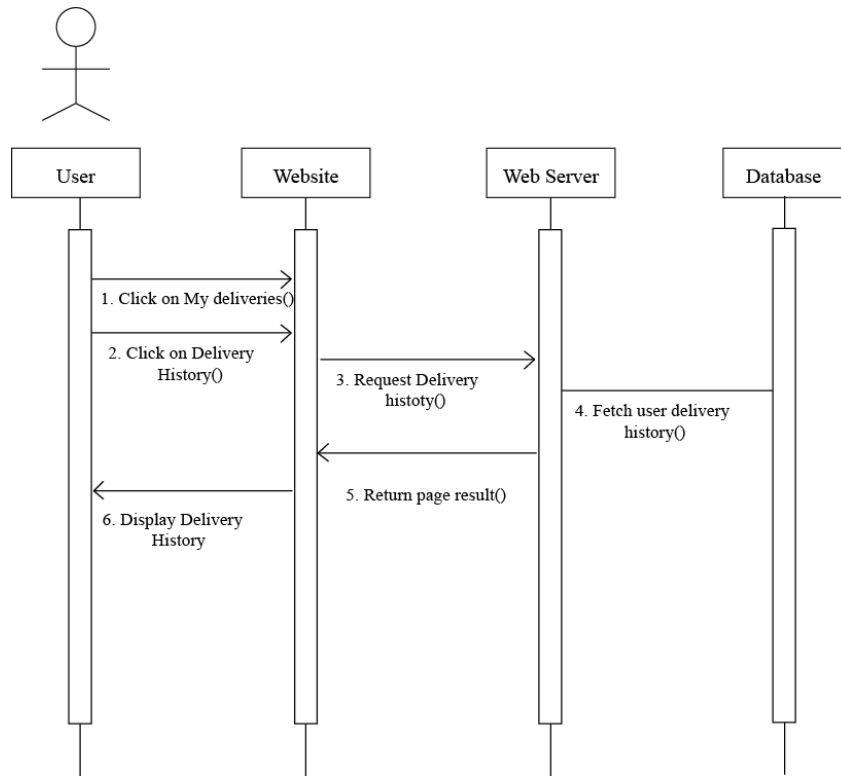 User
Website
Web Server
Database
1. Click on My deliveries()
2. Click on Delivery
History()
3. Request Delivery
histoty()
4. Fetch user delivery
history()
5. Return page result()
6. Display Delivery
History